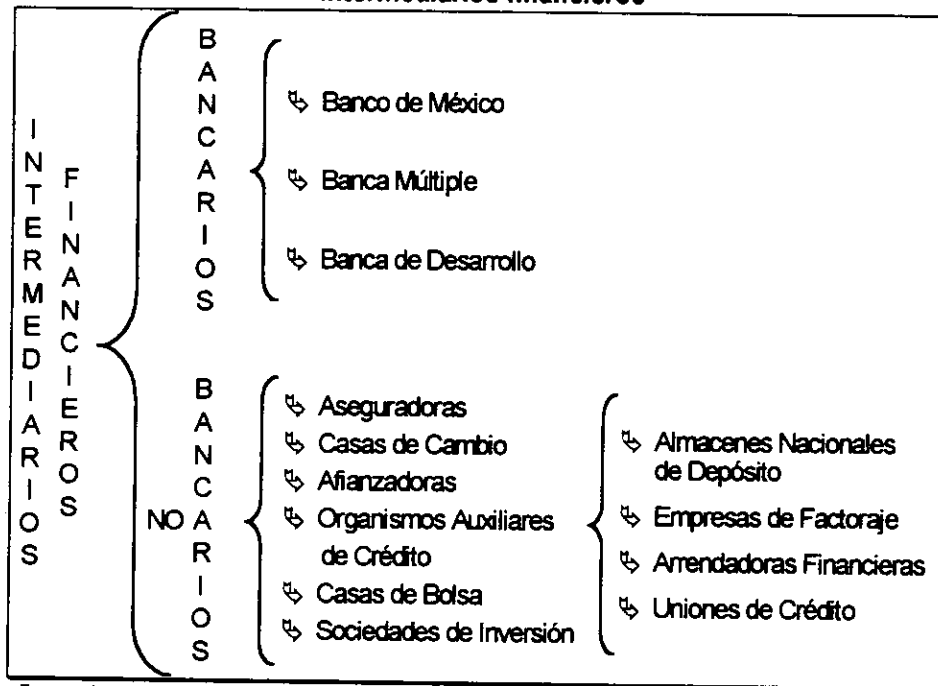 INTERMEDIARIOS
FINANCIEROS
BANCARIOS
Banco de México
Banca Múltiple
Banca de Desarrollo
NO BANCARIOS
Aseguradoras
Casas de Cambio
Afianzadoras
Organismos Auxiliares
de Crédito
Casas de Bolsa
Sociedades de Inversión
Almacenes Nacionales
de Depósito
Empresas de Factoraje
Arrendadoras Financieras
Uniones de Crédito